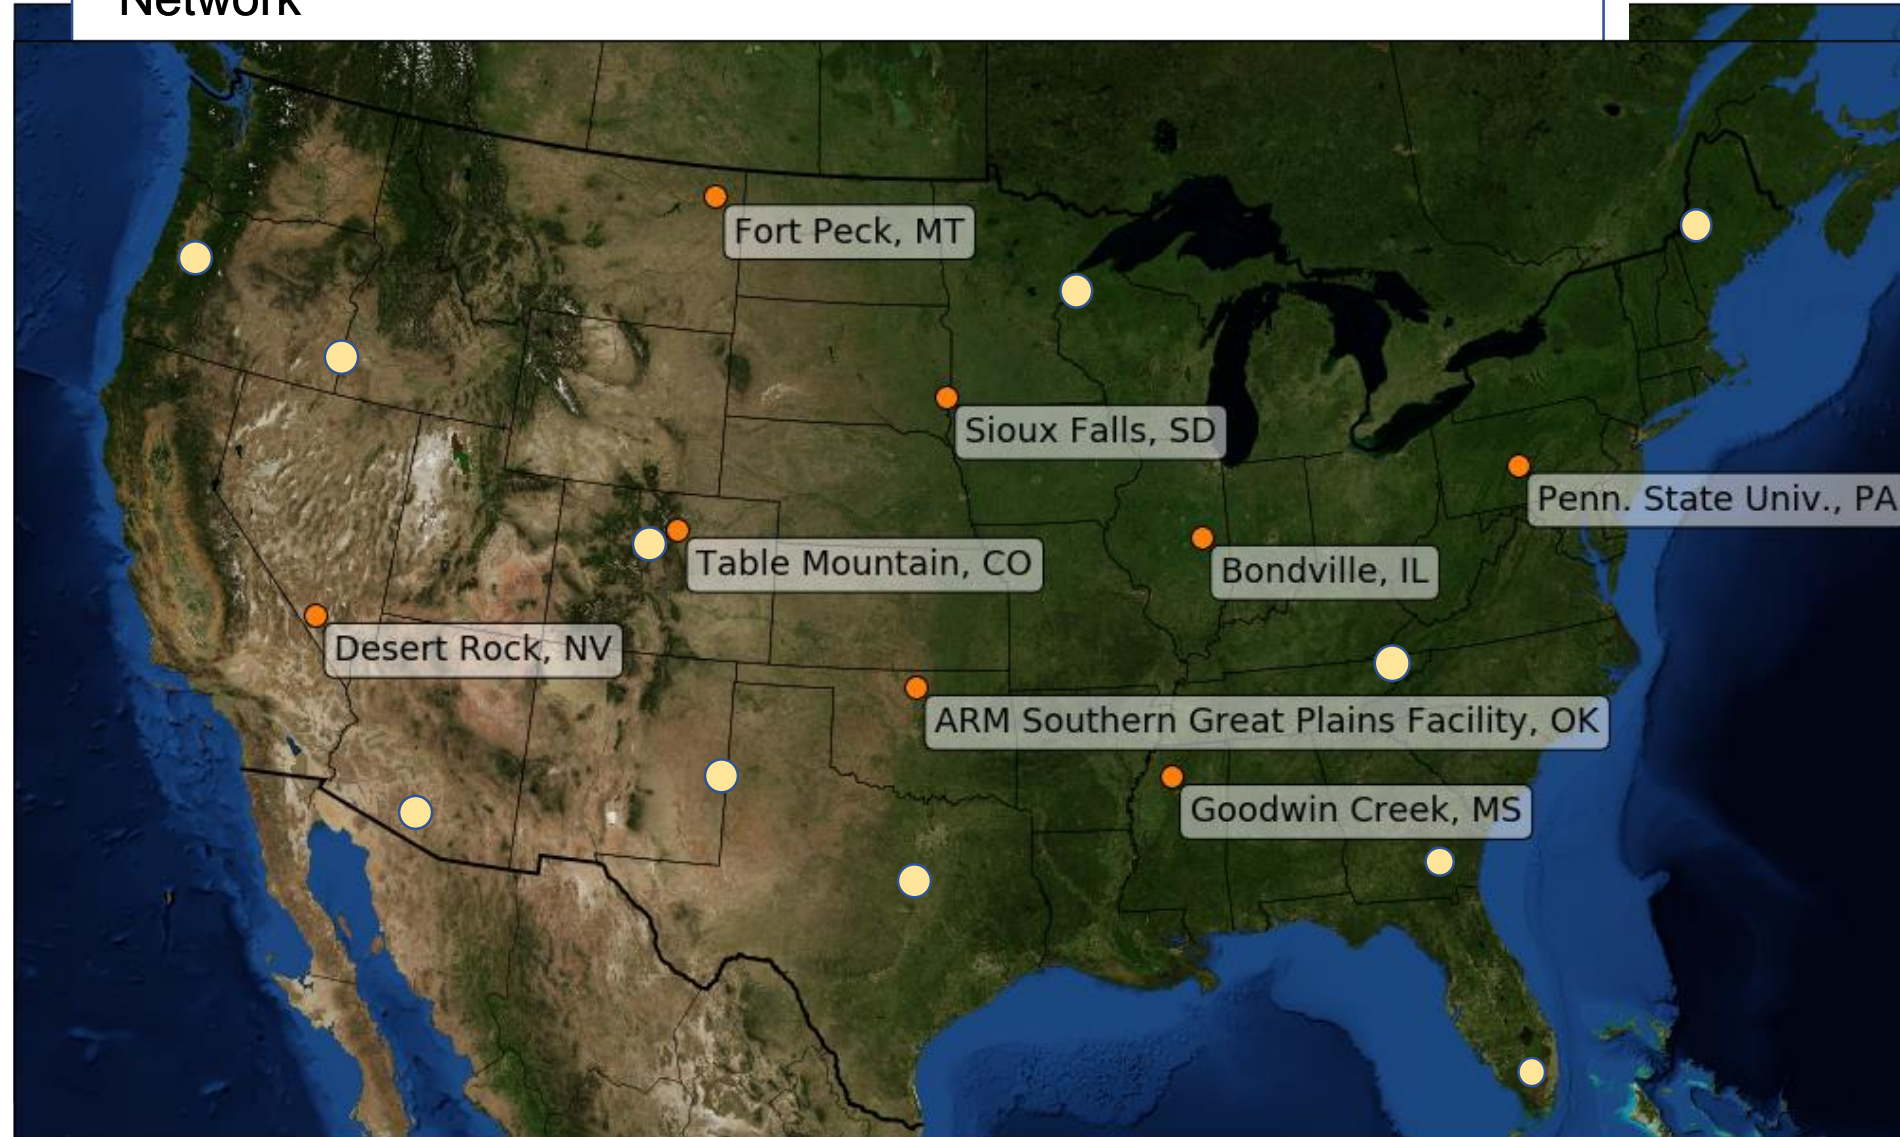 Network
Fort Peck, MT
Sioux Falls, SD
Penn. State Univ., PA
Table Mountain, CO
Bondville, IL
Desert Rock, NV
ARM Southern Great Plains Facility, OK
Goodwin Creek, MS